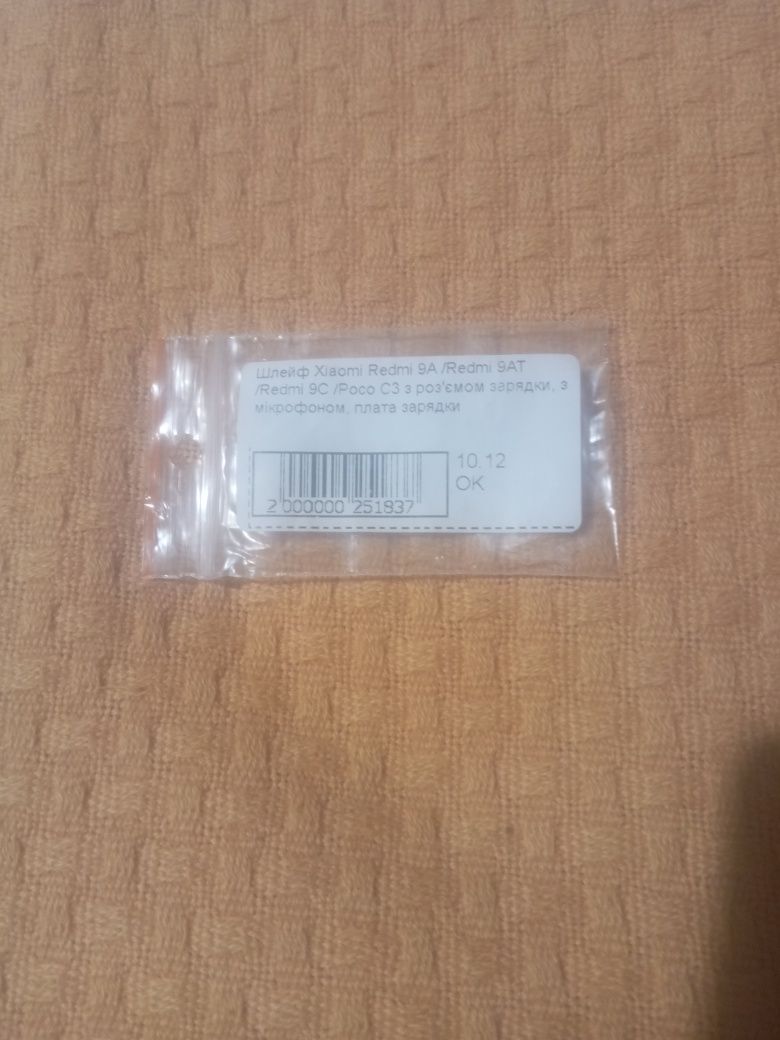 Шлейф Xiaomi Redmi 9A /Redmi 9AT
/Redmi 9C /Poco C3 з роз'ємом зарядки, з
мікрофоном, плата зарядки
10.12
OK
2 000000 251837